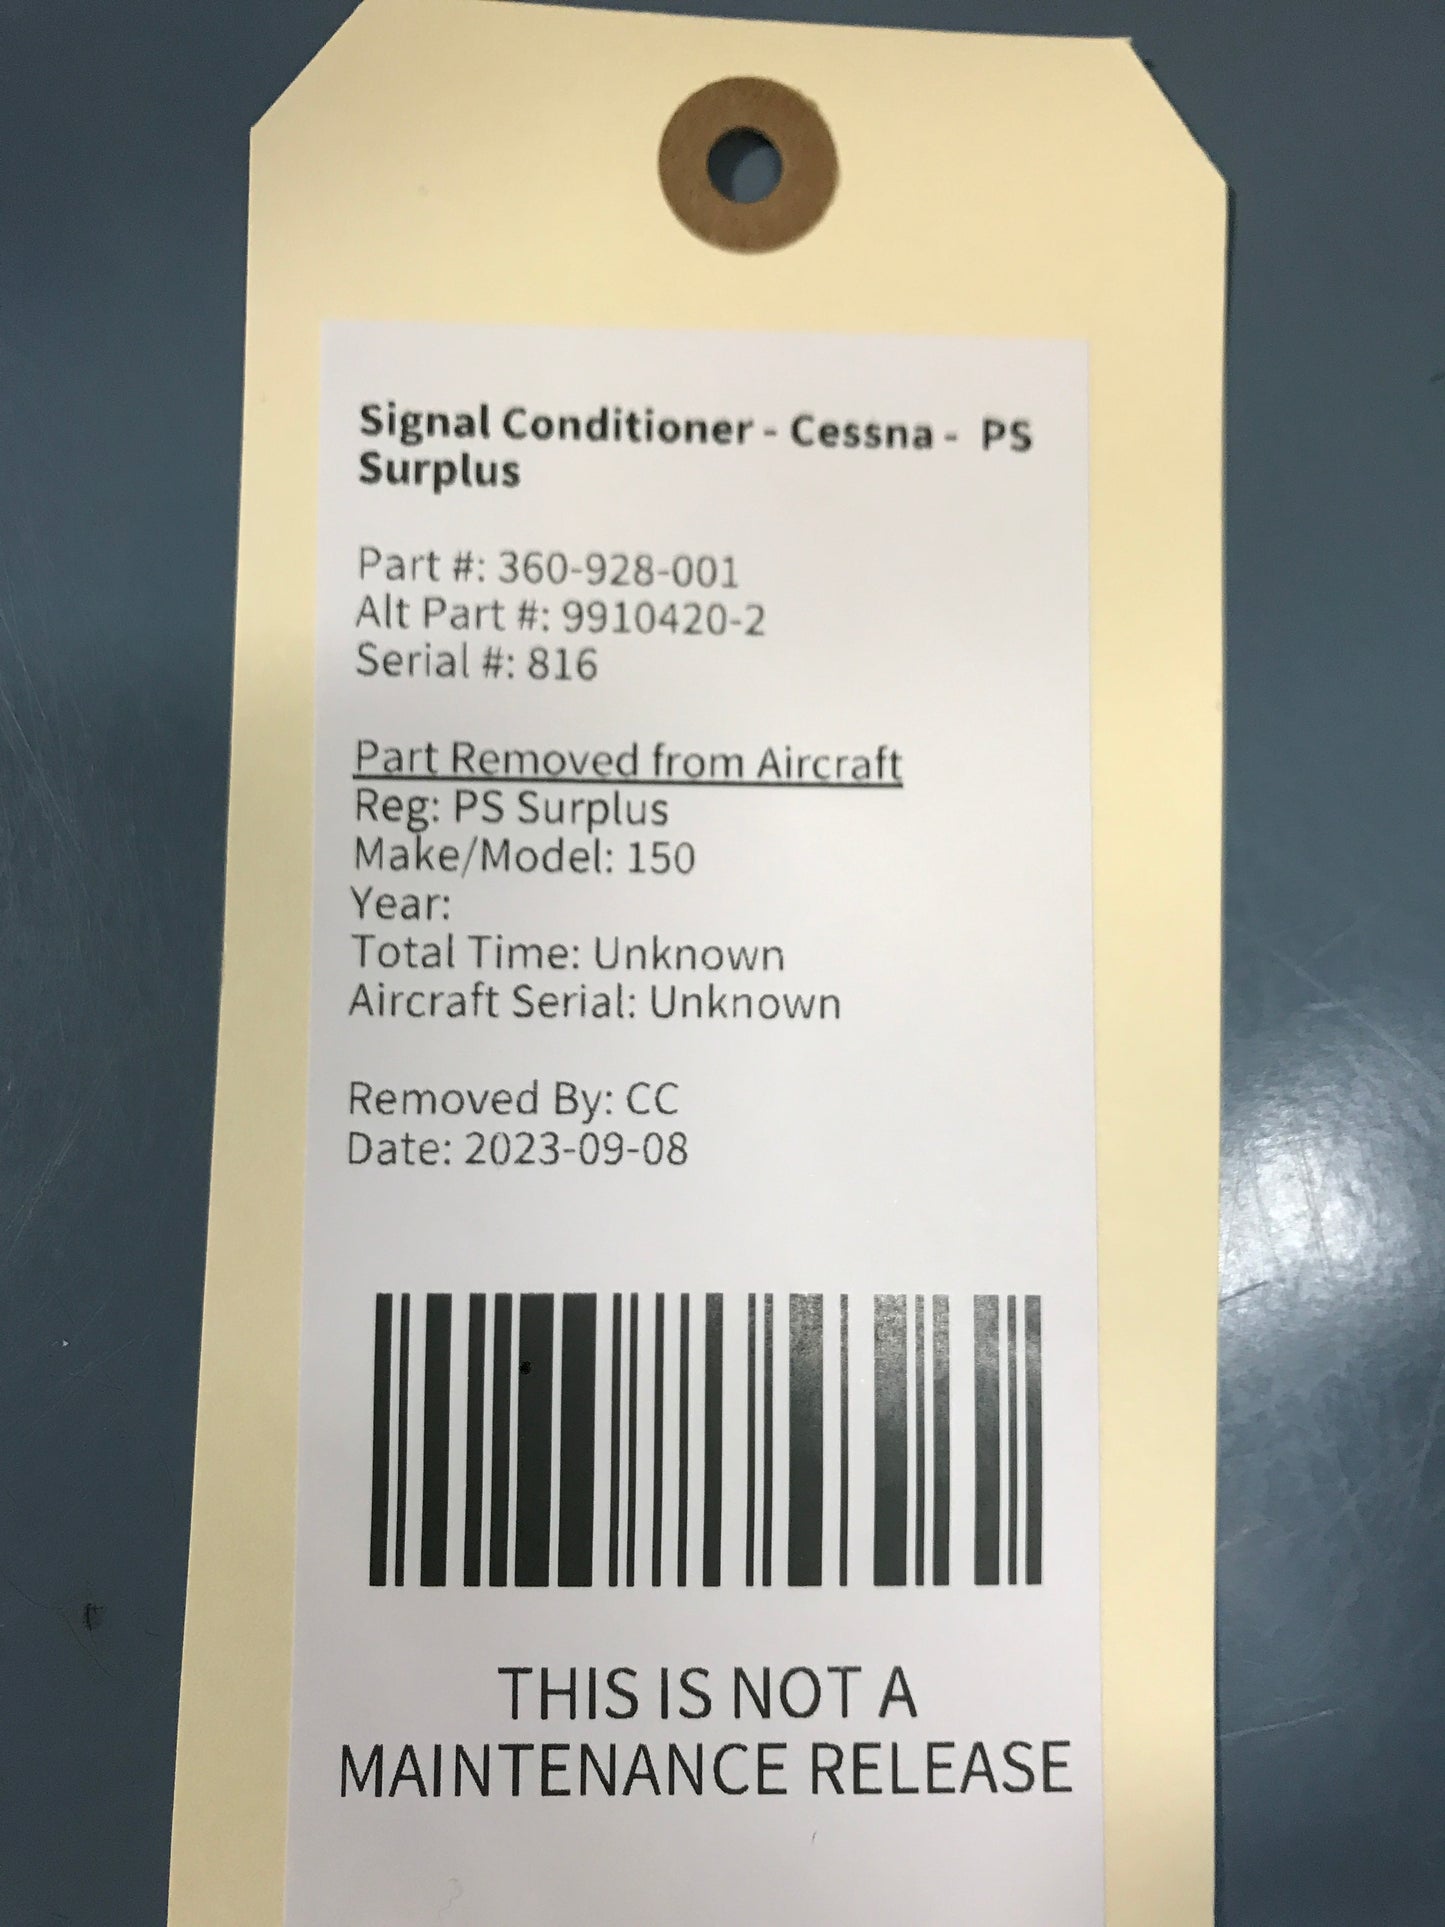 Signal Conditioner - Cessna - PS
Surplus
Part #: 360-928-001
Alt Part #: 9910420-2
Serial #: 816
Part Removed from Aircraft
Reg: PS Surplus
Make/Model: 150
Year:
Total Time: Unknown
Aircraft Serial: Unknown
Removed By: CC
Date: 2023-09-08
THIS IS NOT A
MAINTENANCE RELEASE